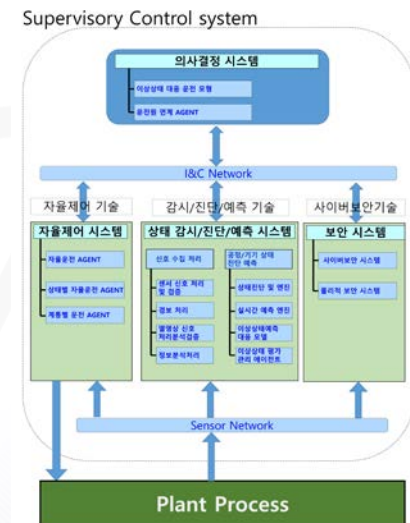 Supervisory Control system
의사결정 시스템
이상상태 대응 운전 모형
운전원 연계 AGENT
I&C Network
자율제어 기술
감시/진단/예측 기술
사이버보안기술
자율제어 시스템
자율운전 AGENT
상태별 자율운전 AGENT
계통별 운전 AGENT
상태 감시/진단/예측 시스템
신호 수집 처리
센서 신호 처리
및 검증
경보 처리
열영상 신호
처리분석검증
정보분석처리
공정/기기 상태
진단 예측
상태진단 및 엔진
실시간 예측 엔진
이상상태예측
대응 모델
이상상태 평가
관리 에이전트
보안 시스템
사이버보안 시스템
물리적 보안 시스템
Sensor Network
Plant Process